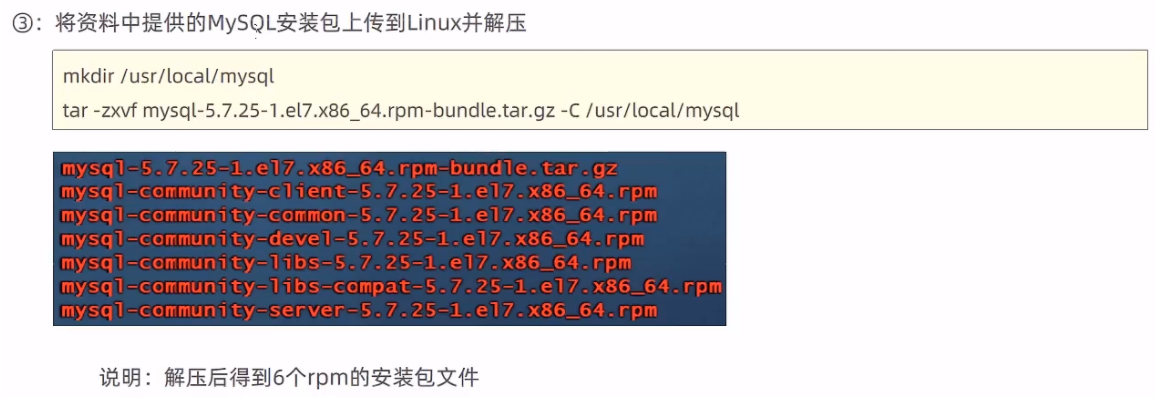 ③：将资料中提供的MySQL安装包上传到Linux并解压
mkdir /usr/local/mysql
tar -zxvf mysql-5.7.25-1.el7.x86_64.rpm-bundle.tar.gz -C /usr/local/mysql
mysql-5.7.25-1.el7.x86_64.rpm-bundle.tar.gz
mysql-community-client-5.7.25-1.el7.x86_64.rpm
mysql-community-common-5.7.25-1.el7.x86_64.rpm
mysql-community-devel-5.7.25-1.el7.x86_64.rpm
mysql-community-libs-5.7.25-1.el7.x86_64.rpm
mysql-community-libs-compat-5.7.25-1.el7.x86_64.rpm
mysql-community-server-5.7.25-1.el7.x86_64.rpm
说明：解压后得到6个rpm的安装包文件